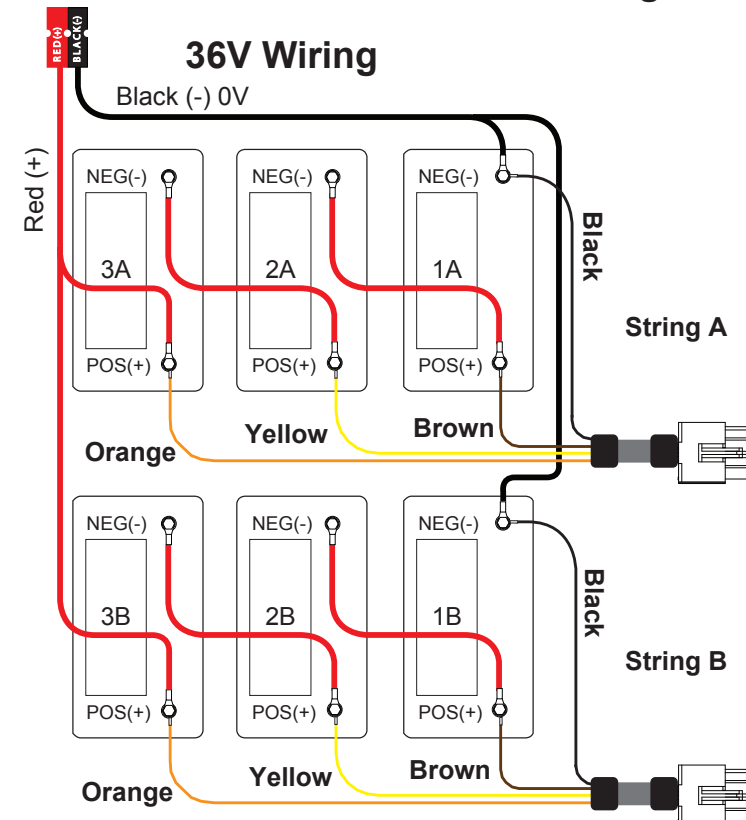 RED(+)
BLACK(-)
36V Wiring
Black (-) 0V
Red (+)
NEG(-)
NEG(-)
NEG(-)
3A
2A
1A
Black
String A
POS(+)
POS(+)
POS(+)
Orange
Yellow
Brown
NEG(-)
NEG(-)
NEG(-)
3B
2B
1B
Black
String B
POS(+)
POS(+)
POS(+)
Orange
Yellow
Brown